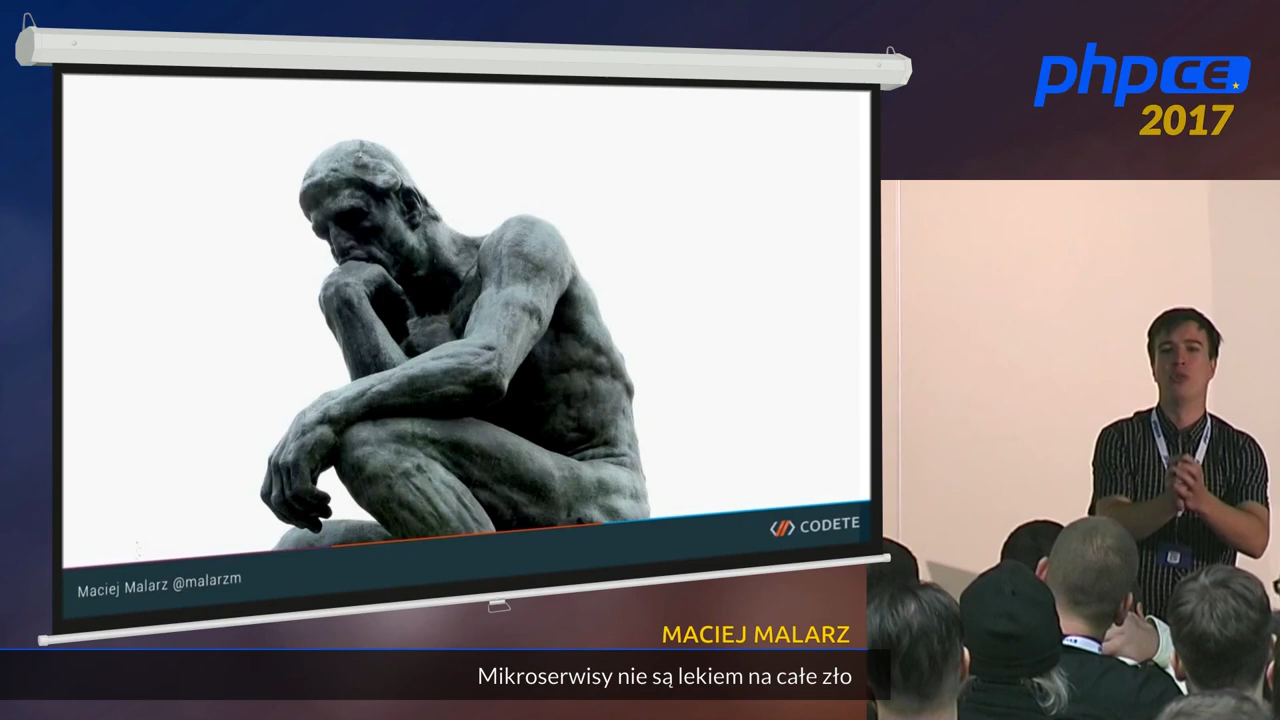 phpCE
2017
Maciej Malarz @malarzm
CODETE
MACIEJ MALARZ
Mikroserwisy nie są lekiem na całe zło